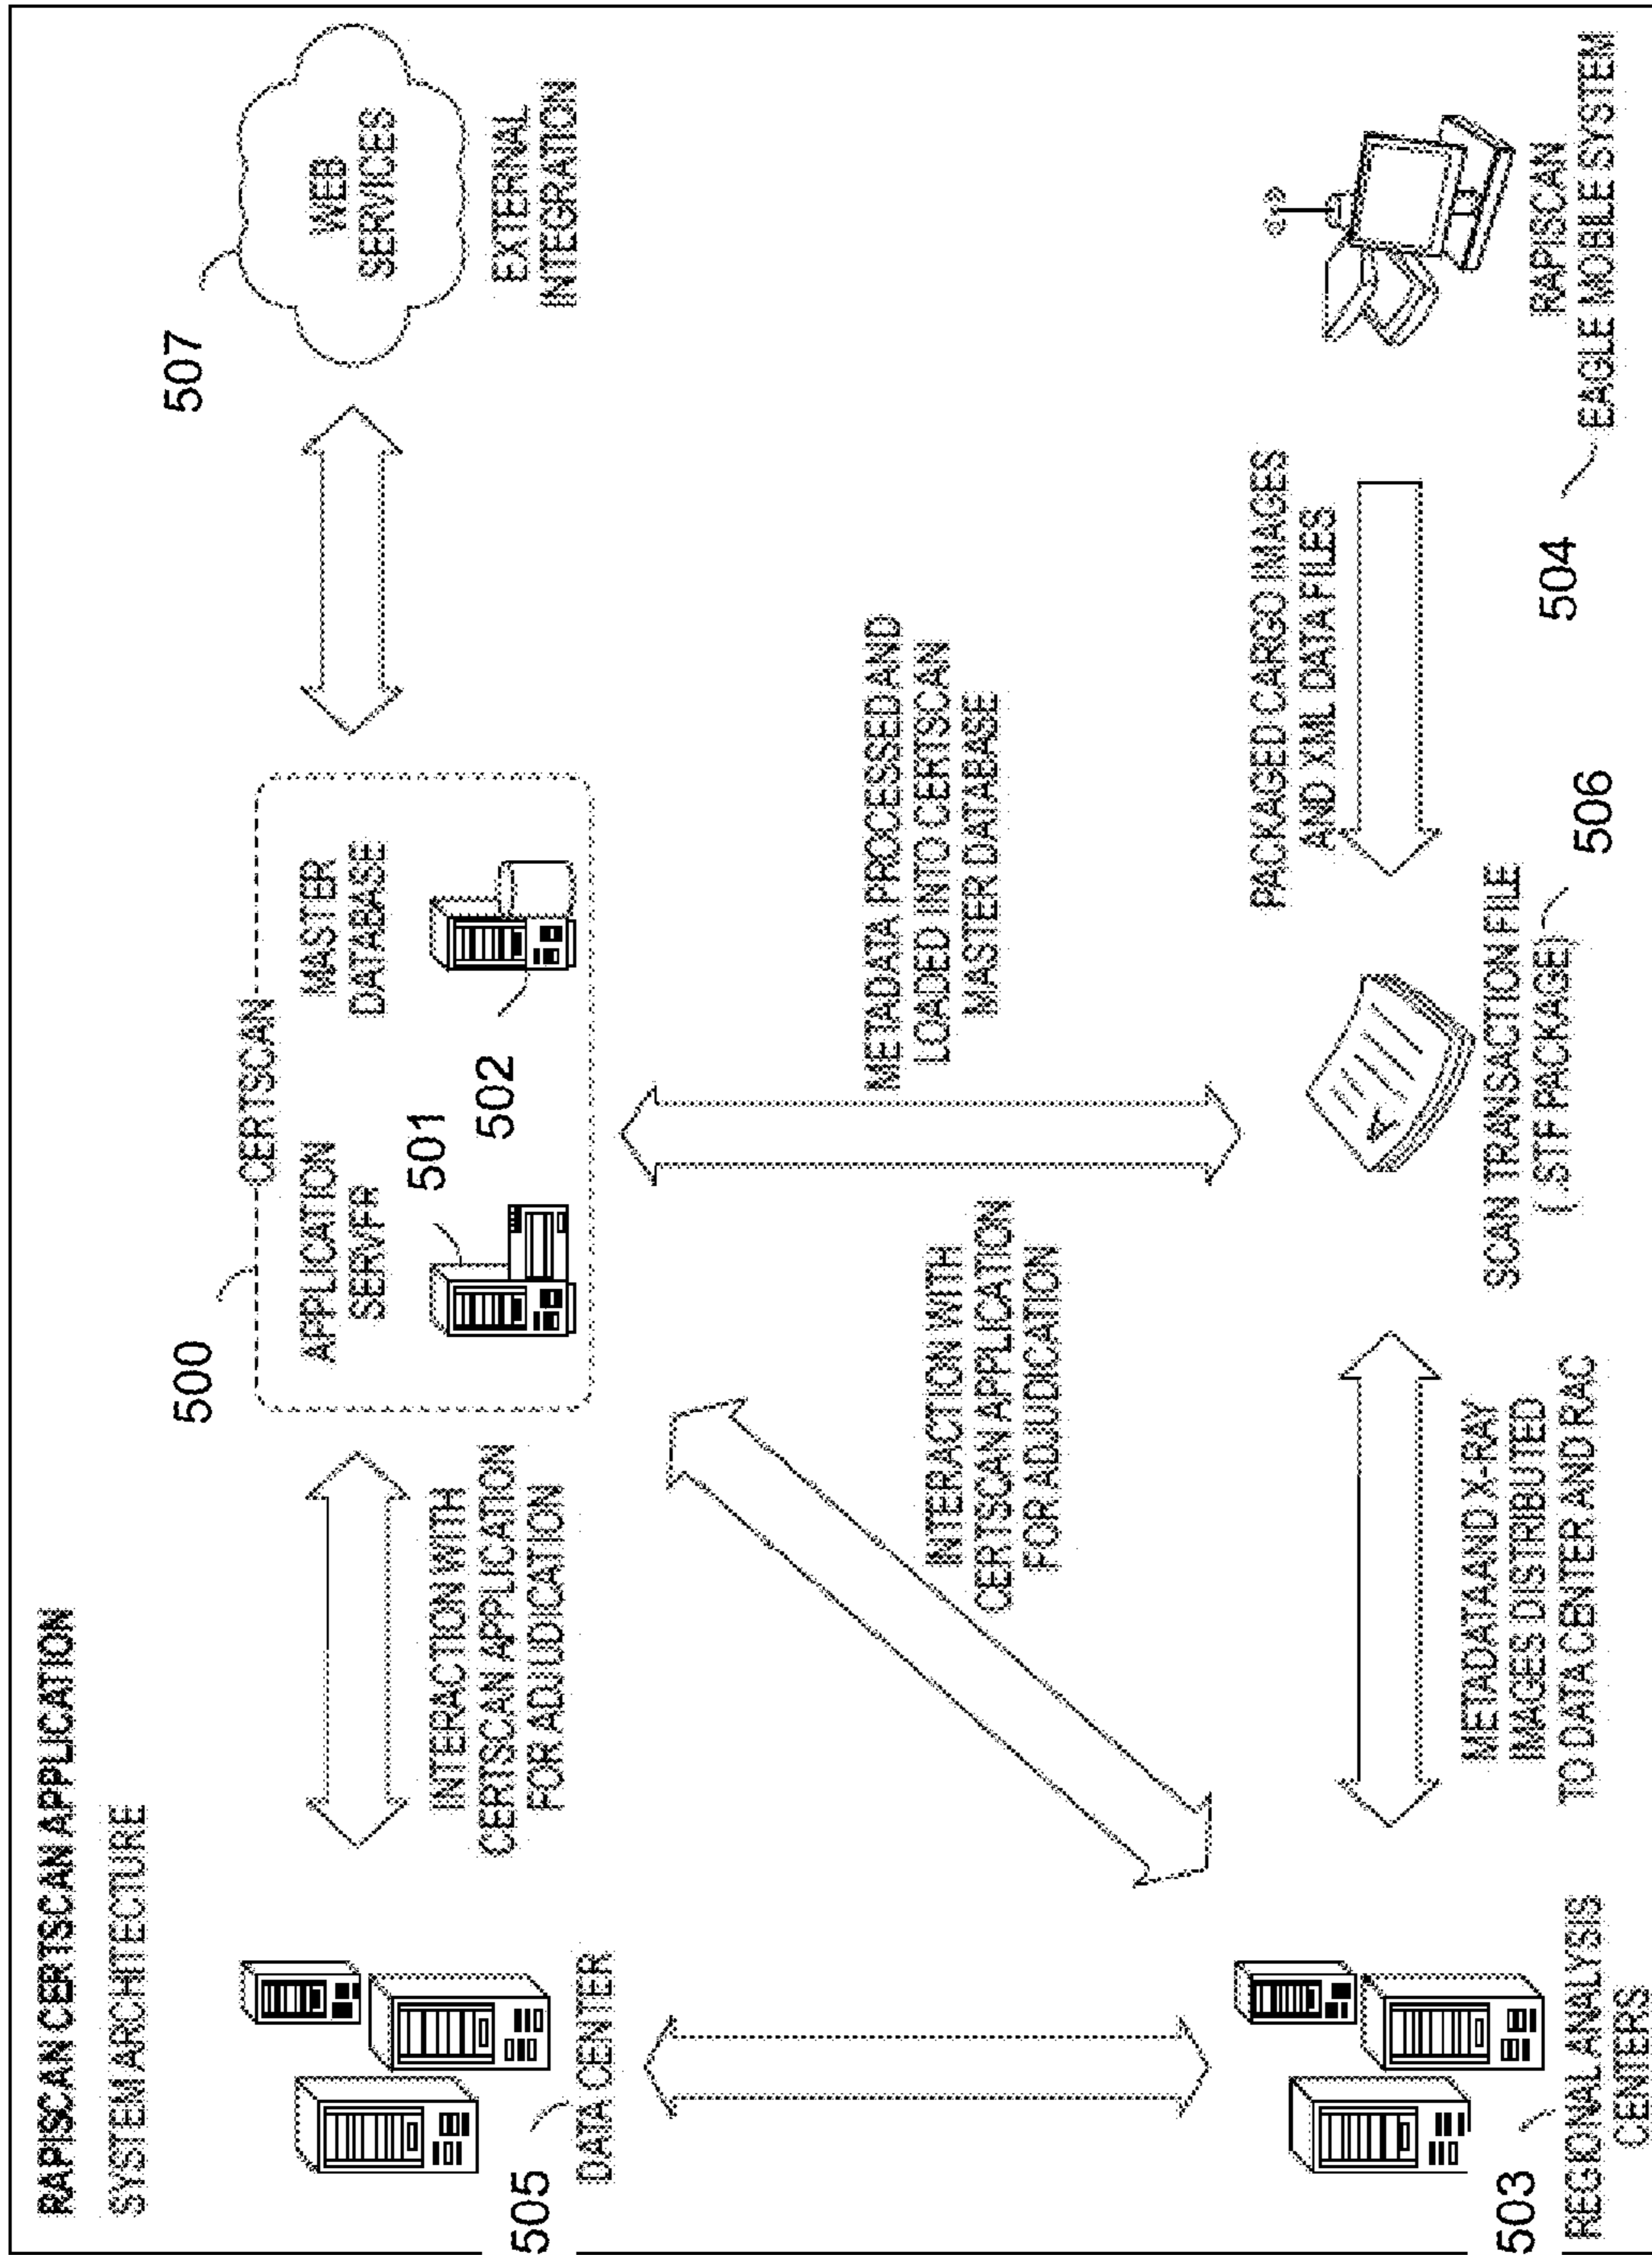 RAPISCAN CERTSCAN APPLICATION
SYSTEM ARCHITECTURE
505
DATA CENTER
INTERACTION WITH
CERTSCAN APPLICATION
FOR ADJUDICATION
500
CERTSCAN
APPLICATION
SERVER
501
MASTER
DATABASE
502
507
WEB
SERVICES
EXTERNAL
INTEGRATION
INTERACTION WITH
CERTSCAN APPLICATION
FOR ADJUDICATION
METADATA PROCESSED AND
LOADED INTO CERTSCAN
MASTER DATABASE
503
REGIONAL ANALYSIS
CENTERS
METADATA AND X-RAY
IMAGES DISTRIBUTED
TO DATA CENTER AND RAC
A
SCAN TRANSACTION FILE
(.STF PACKAGE)
506
PACKAGED CARGO IMAGES
AND XML DATA FILES
504
RAPISCAN
EAGLE MOBILE SYSTEM